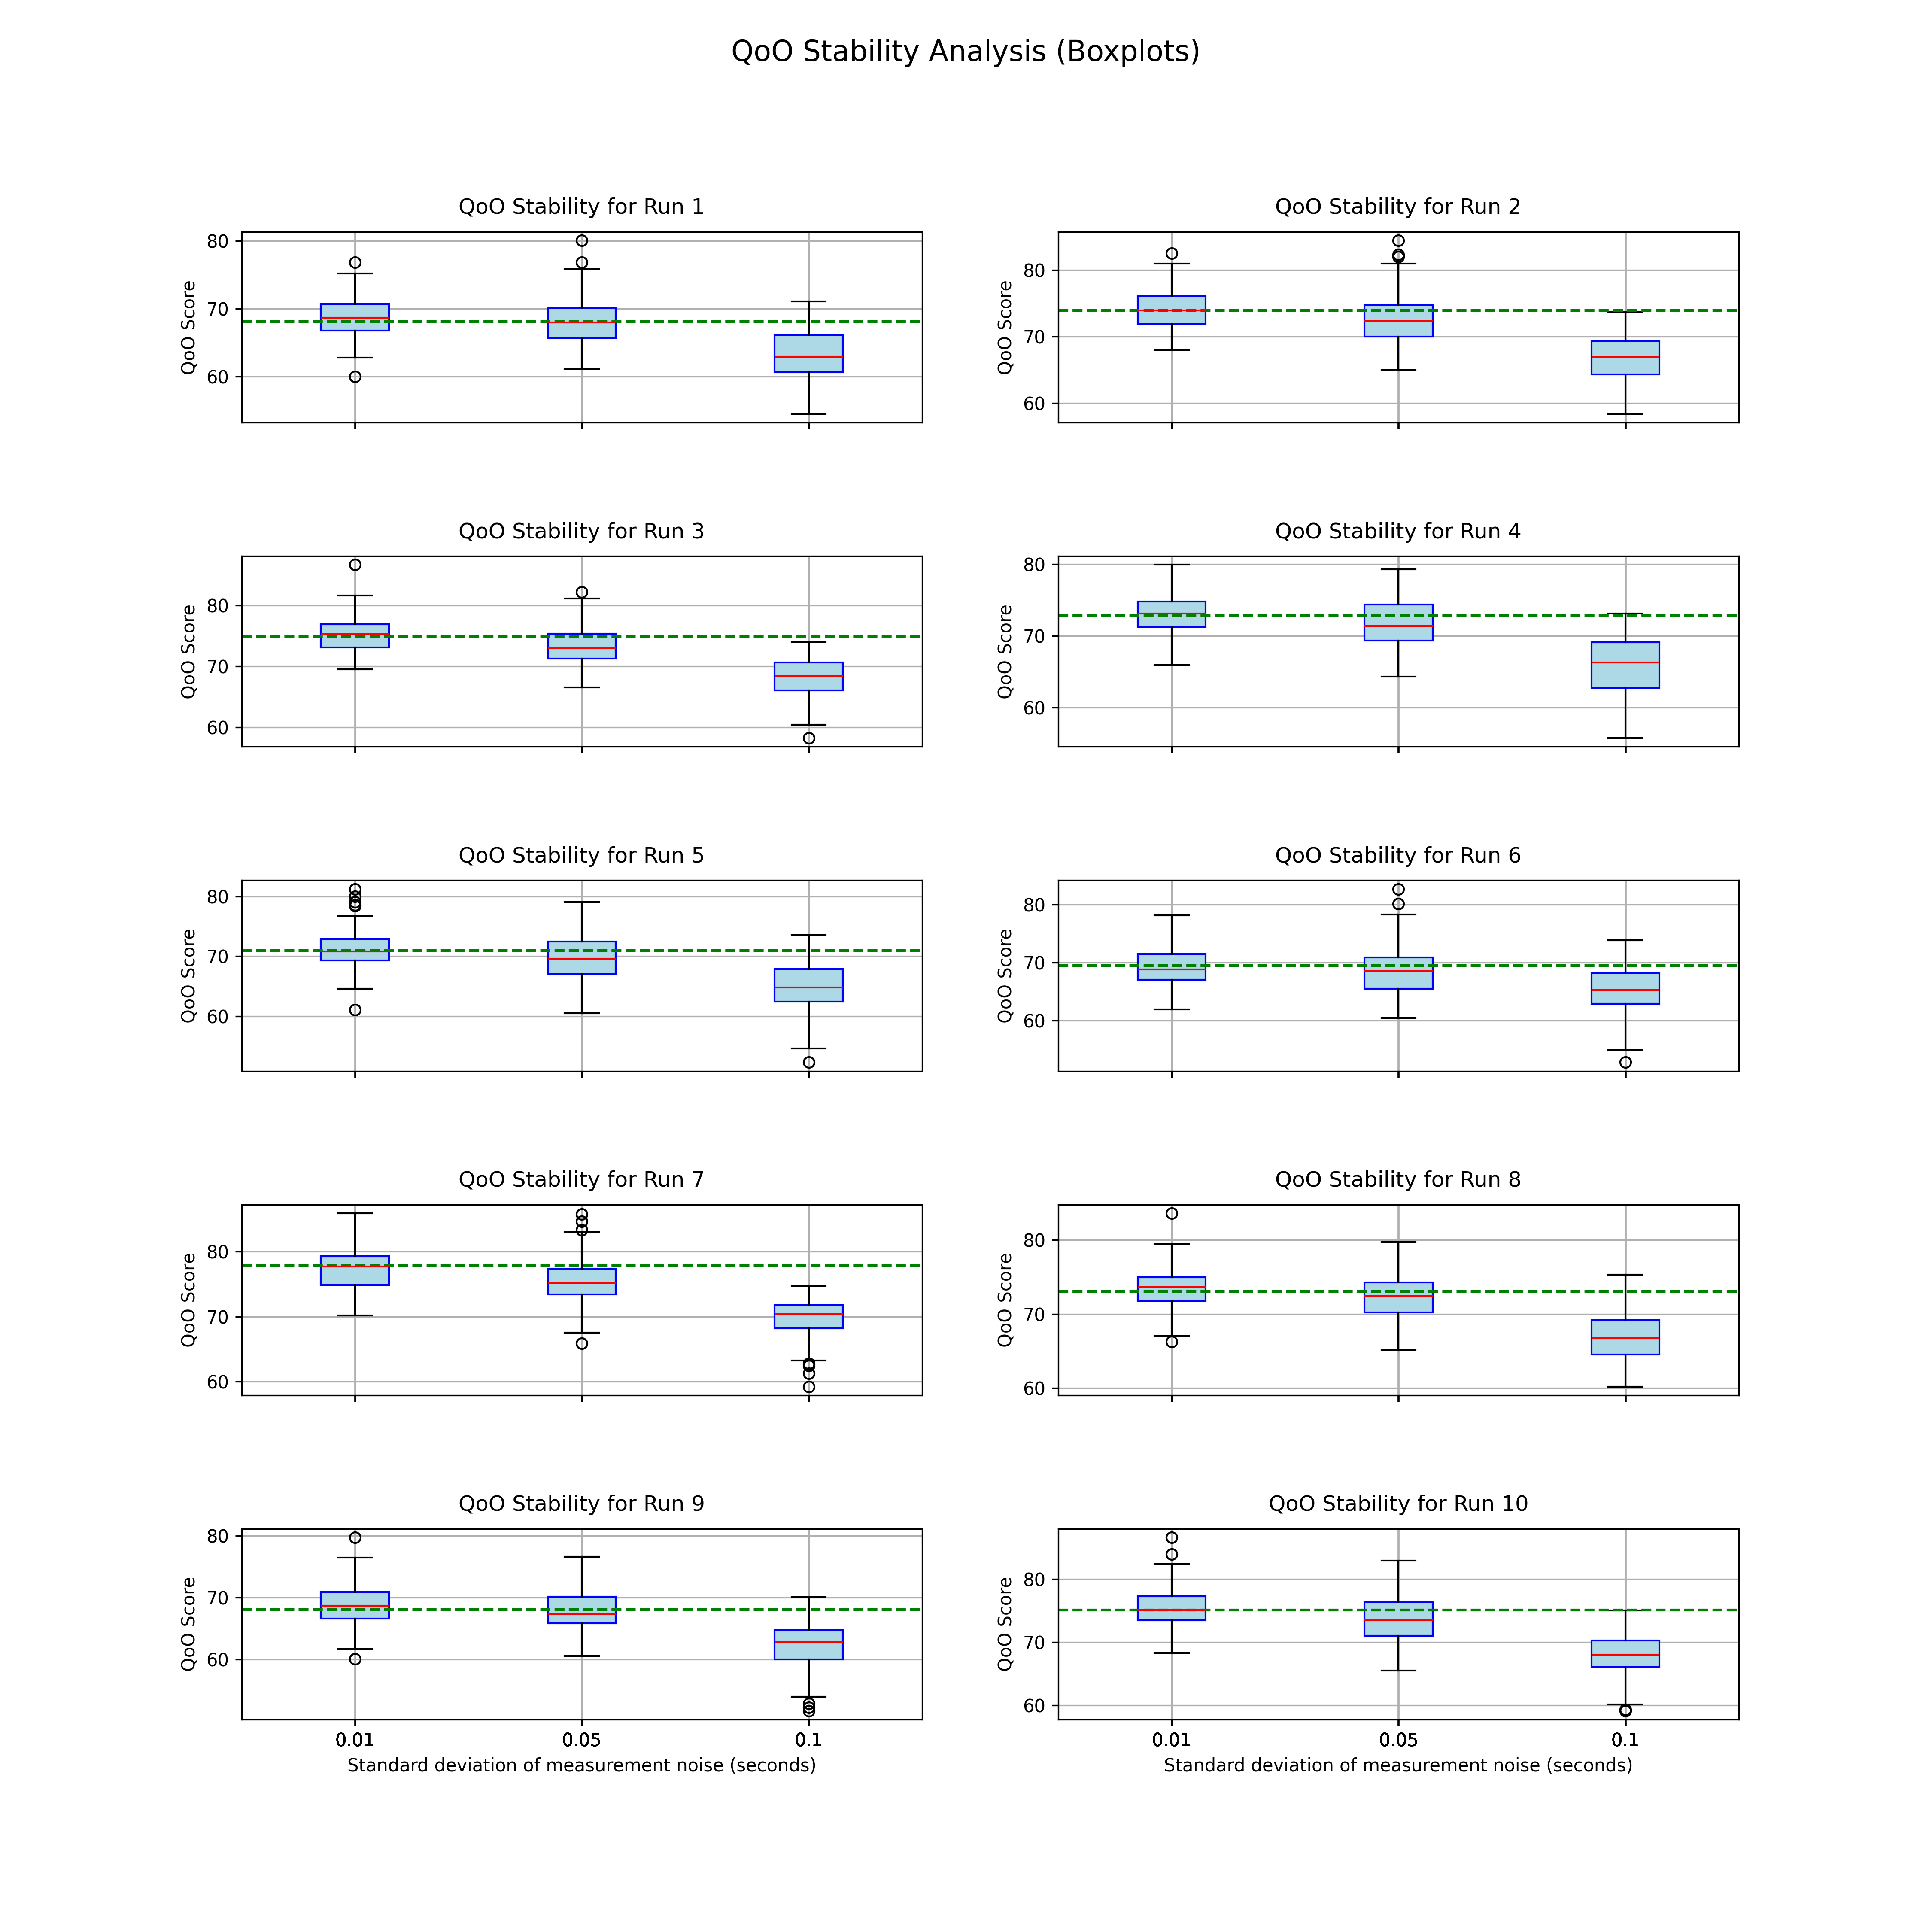 QoO Stability Analysis (Boxplots)
QoO Stability for Run 1
QoO Score
80
70
60
QoO Stability for Run 2
QoO Score
80
70
60
QoO Stability for Run 3
QoO Score
80
70
60
QoO Stability for Run 4
QoO Score
80
70
60
QoO Stability for Run 5
QoO Score
80
70
60
QoO Stability for Run 6
QoO Score
80
70
60
QoO Stability for Run 7
QoO Score
80
70
60
QoO Stability for Run 8
QoO Score
80
70
60
QoO Stability for Run 9
QoO Score
80
70
60
0.01 0.05 0.1
Standard deviation of measurement noise (seconds)
QoO Stability for Run 10
QoO Score
80
70
60
0.01 0.05 0.1
Standard deviation of measurement noise (seconds)